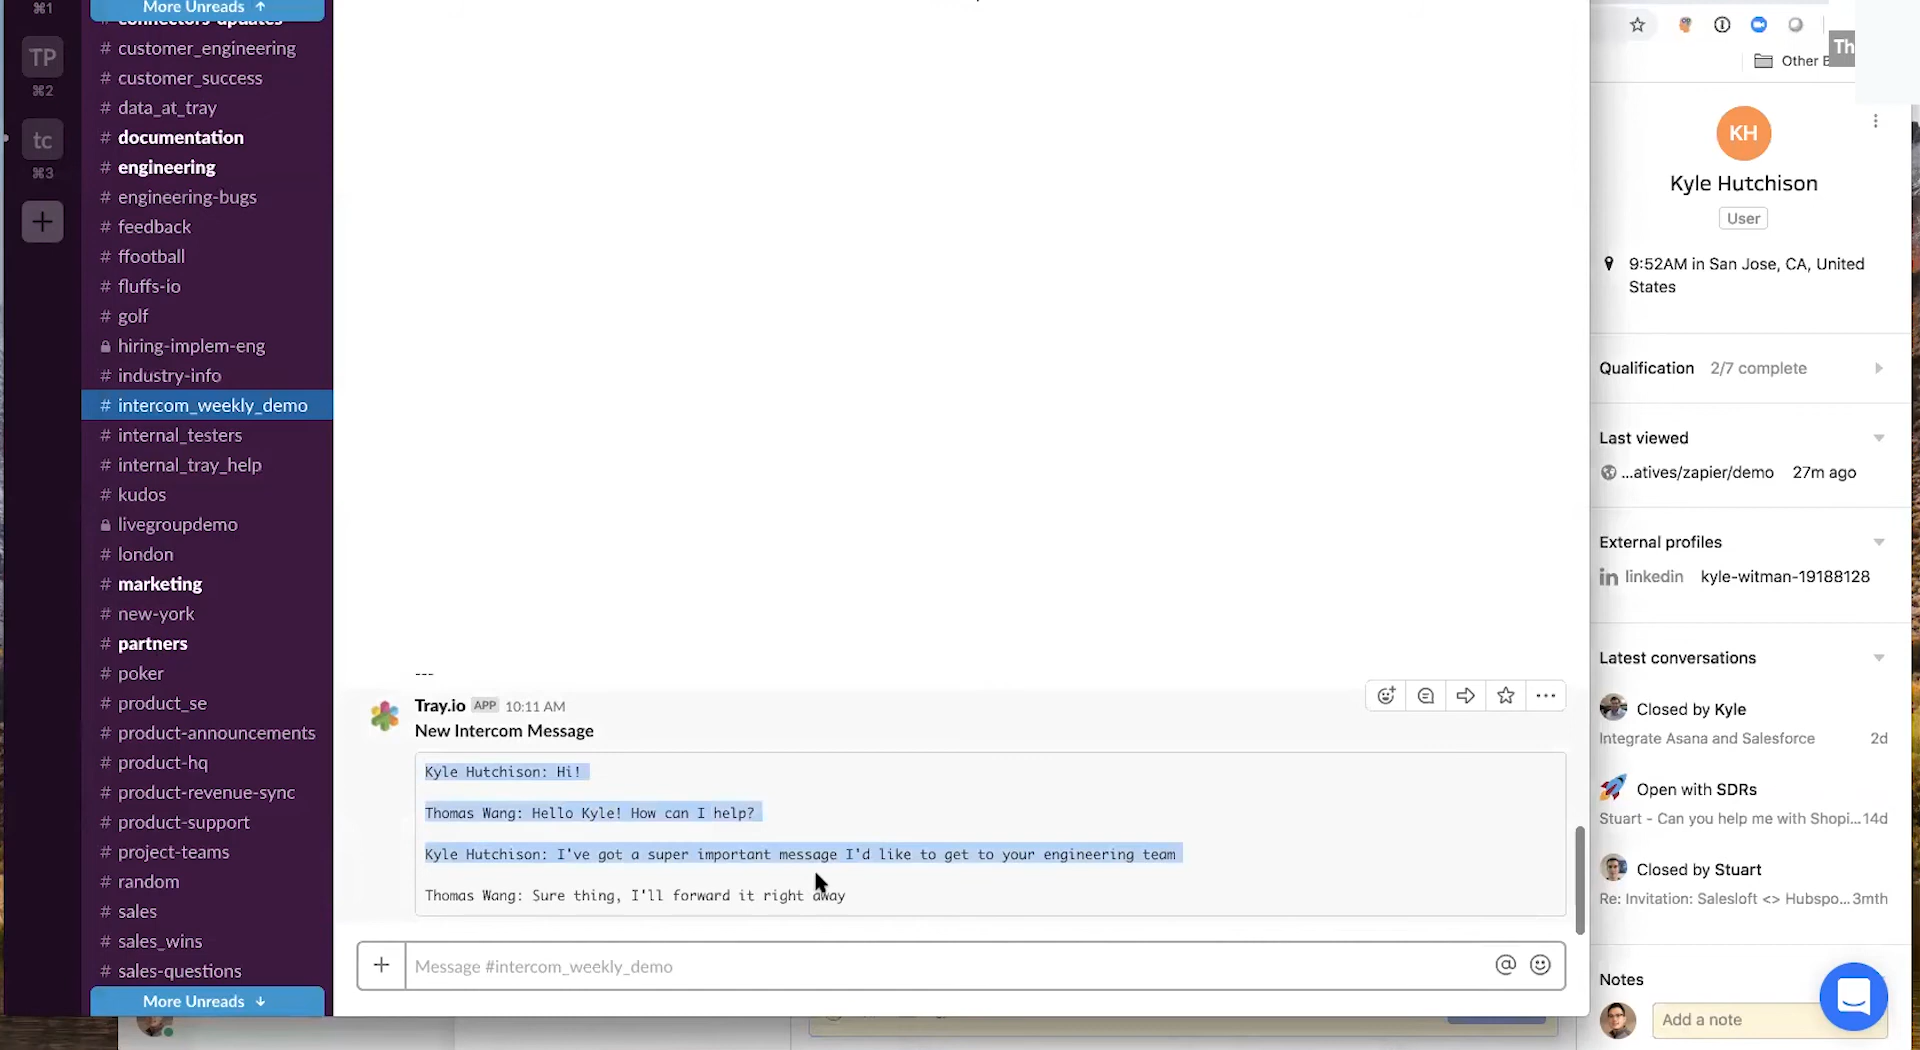 ⌘1
TP
⌘2
tc
⌘3
More Unreads ↑
connectors-updates
# customer_engineering
# customer_success
# data_at_tray
# documentation
# engineering
# engineering-bugs
# feedback
# ffootball
# fluffs-io
# golf
hiring-implem-eng
# industry-info
# intercom_weekly_demo
# internal_testers
# internal_tray_help
# kudos
livegroupdemo
# london
# marketing
# new-york
# partners
# poker
# product_se
# product-announcements
# product-hq
# product-revenue-sync
# product-support
# project-teams
# random
# sales
# sales_wins
# sales-questions
More Unreads ↓
---
Tray.io APP 10:11 AM
New Intercom Message
Kyle Hutchison: Hi!
Thomas Wang: Hello Kyle! How can I help?
Kyle Hutchison: I've got a super important message I'd like to get to your engineering team
Thomas Wang: Sure thing, I'll forward it right away
Message #intercom_weekly_demo
Th
Other B
KH
Kyle Hutchison
User
9:52AM in San Jose, CA, United
States
Qualification 2/7 complete
Last viewed
...atives/zapier/demo 27m ago
External profiles
in linkedin kyle-witman-19188128
Latest conversations
Closed by Kyle
Integrate Asana and Salesforce 2d
Open with SDRs
Stuart - Can you help me with Shopi...14d
Closed by Stuart
Re: Invitation: Salesloft <> Hubspo...3mth
Notes
Add a note